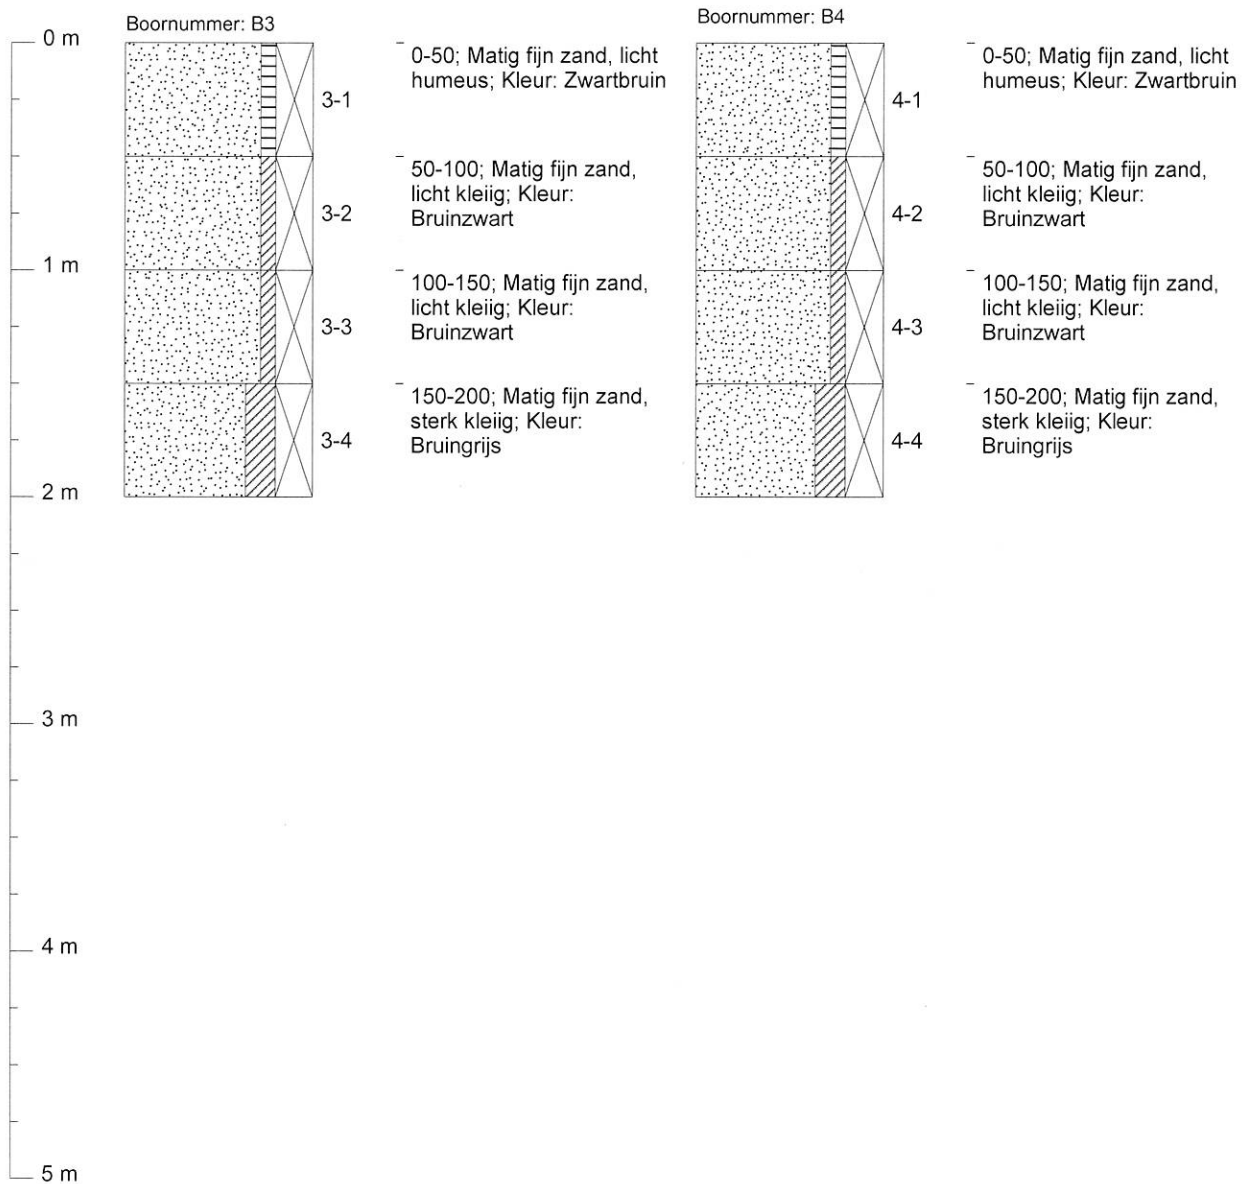 Boornummer: B3
0 m
1 m
2 m
3 m
4 m
5 m
3-1
3-2
3-3
3-4
0-50; Matig fijn zand, licht
humeus; Kleur: Zwartbruin
50-100; Matig fijn zand,
licht kleiig; Kleur:
Bruinzwart
100-150; Matig fijn zand,
licht kleiig; Kleur:
Bruinzwart
150-200; Matig fijn zand,
sterk kleiig; Kleur:
Bruingrijs
Boornummer: B4
4-1
4-2
4-3
4-4
0-50; Matig fijn zand, licht
humeus; Kleur: Zwartbruin
50-100; Matig fijn zand,
licht kleiig; Kleur:
Bruinzwart
100-150; Matig fijn zand,
licht kleiig; Kleur:
Bruinzwart
150-200; Matig fijn zand,
sterk kleiig; Kleur:
Bruingrijs